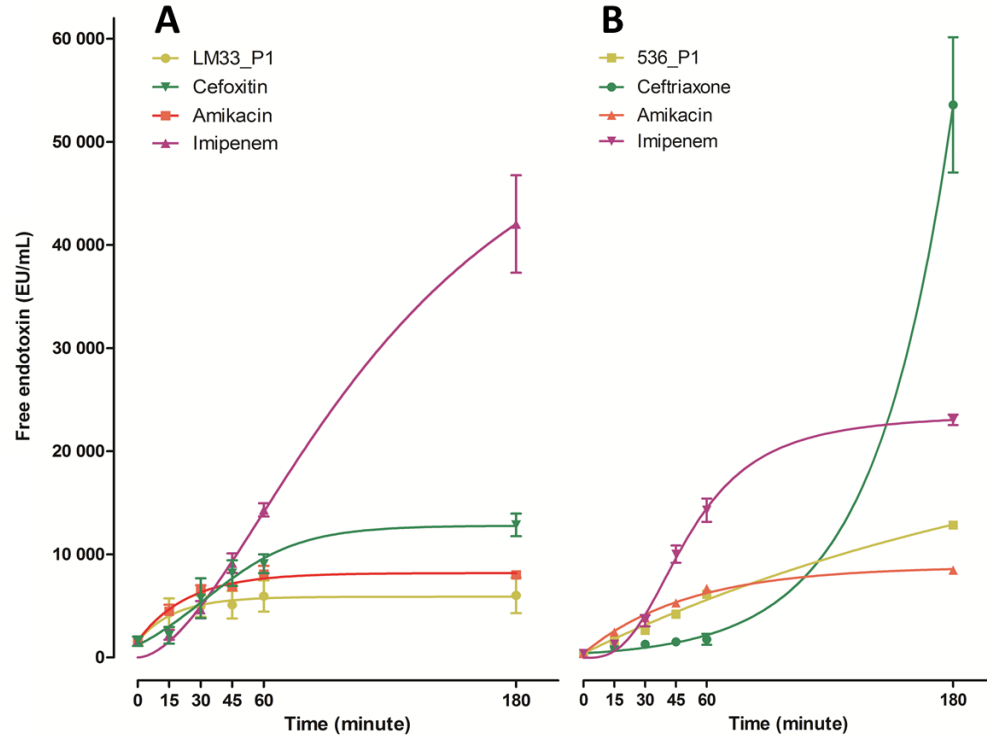 A
B
LM33_P1
Cefoxitin
Amikacin
Imipenem
536_P1
Ceftriaxone
Amikacin
Imipenem
Free endotoxin (EU/mL)
60 000
50 000
40 000
30 000
20 000
10 000
0
0 15 30 45 60 180
Time (minute)
0 15 30 45 60 180
Time (minute)